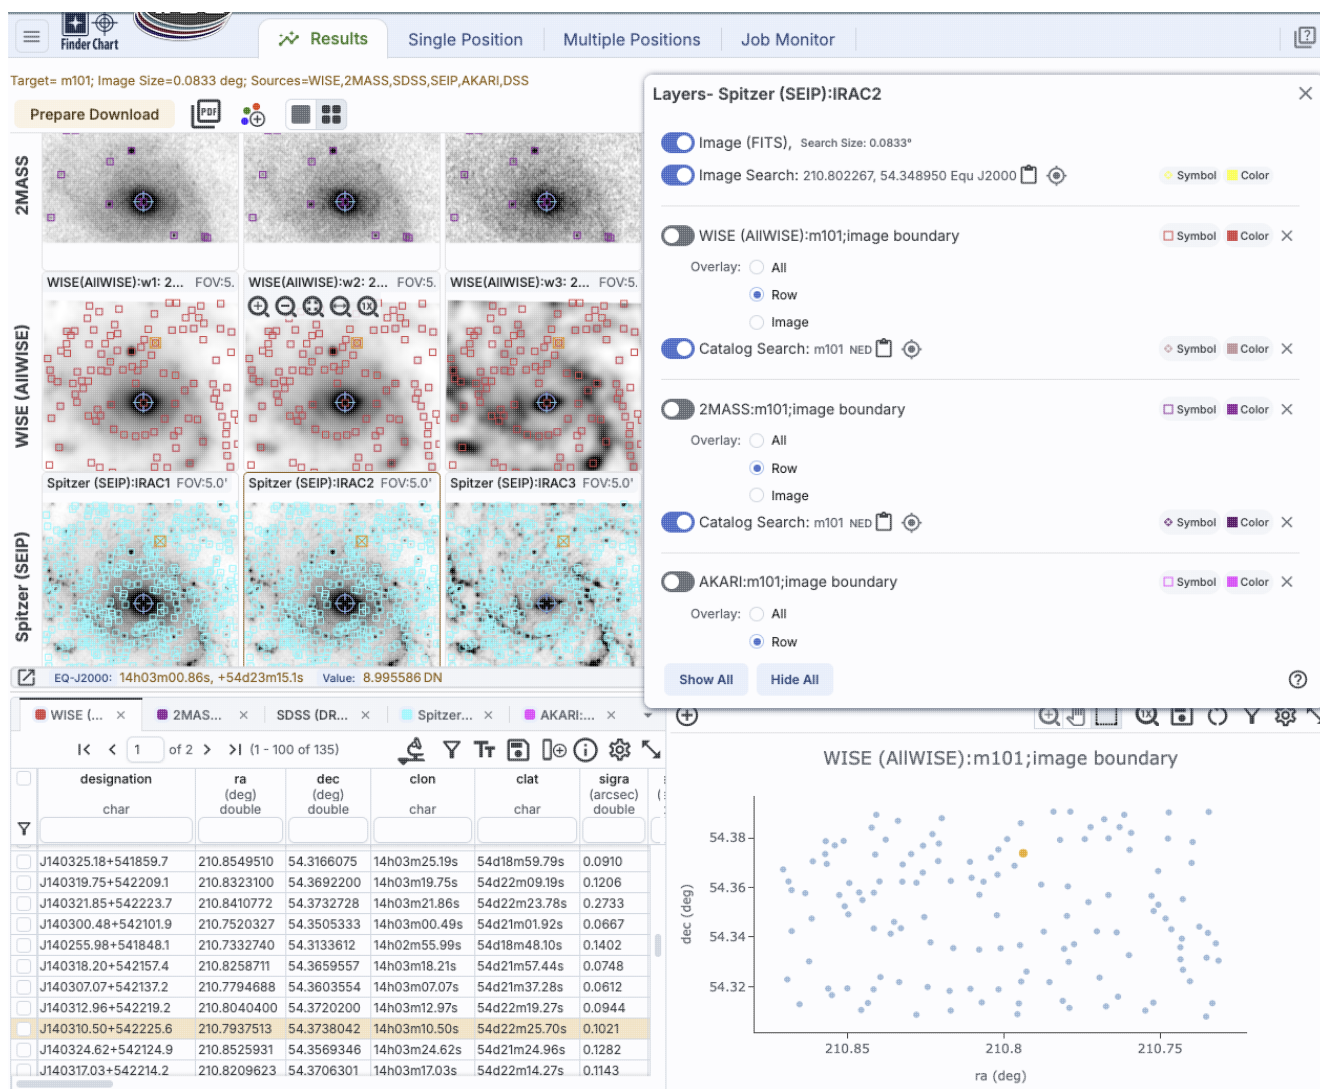 Finder Chart
Results
Single Position
Multiple Positions
Job Monitor
Target= m101; Image Size=0.0833 deg; Sources=WISE,2MASS,SDSS,SEIP,AKARI,DSS
Prepare Download
PDF
2MASS
WISE(AllWISE):w1: 2... FOV:5.
WISE(AllWISE):w2: 2... FOV:5.
WISE(AllWISE):w3: 2... FOV:5.
1X
WISE (AllWISE)
Spitzer (SEIP):IRAC1 FOV:5.0'
Spitzer (SEIP):IRAC2 FOV:5.0'
Spitzer (SEIP):IRAC3 FOV:5.0'
Spitzer (SEIP)
EQ-J2000: 14h03m00.86s, +54d23m15.1s Value: 8.995586 DN
Layers- Spitzer (SEIP):IRAC2
Image (FITS), Search Size: 0.0833°
Image Search: 210.802267, 54.348950 Equ J2000 Symbol Color
WISE (AllWISE):m101;image boundary Symbol Color
Overlay: All
Row
Image
Catalog Search: m101 NED Symbol Color
2MASS:m101;image boundary Symbol Color
Overlay: All
Row
Image
Catalog Search: m101 NED Symbol Color
AKARI:m101;image boundary Symbol Color
Overlay: All
Row
Show All Hide All
WISE (... 2MAS... SDSS (DR... Spitzer... AKARI:...
1 of 2 (1 - 100 of 135)
designation ra dec clon clat sigra
(deg) (deg) (arcsec)
char double double char char double
J140325.18+541859.7 210.8549510 54.3166075 14h03m25.19s 54d18m59.79s 0.0910
J140319.75+542209.1 210.8323100 54.3692200 14h03m19.75s 54d22m09.19s 0.1206
J140321.85+542223.7 210.8410772 54.3732728 14h03m21.86s 54d22m23.78s 0.2733
J140300.48+542101.9 210.7520327 54.3505333 14h03m00.49s 54d21m01.92s 0.0667
J140255.98+541848.1 210.7332740 54.3133612 14h02m55.99s 54d18m48.10s 0.1402
J140318.20+542157.4 210.8258711 54.3659557 14h03m18.21s 54d21m57.44s 0.0748
J140307.07+542137.2 210.7794688 54.3603554 14h03m07.07s 54d21m37.28s 0.0612
J140312.96+542219.2 210.8040400 54.3720200 14h03m12.97s 54d22m19.27s 0.0944
J140310.50+542225.6 210.7937513 54.3738042 14h03m10.50s 54d22m25.70s 0.1021
J140324.62+542124.9 210.8525931 54.3569346 14h03m24.62s 54d21m24.96s 0.1282
J140317.03+542214.2 210.8209623 54.3706301 14h03m17.03s 54d22m14.27s 0.1143
1X
WISE (AllWISE):m101;image boundary
dec (deg)
54.38
54.36
54.34
54.32
210.85 210.8 210.75
ra (deg)